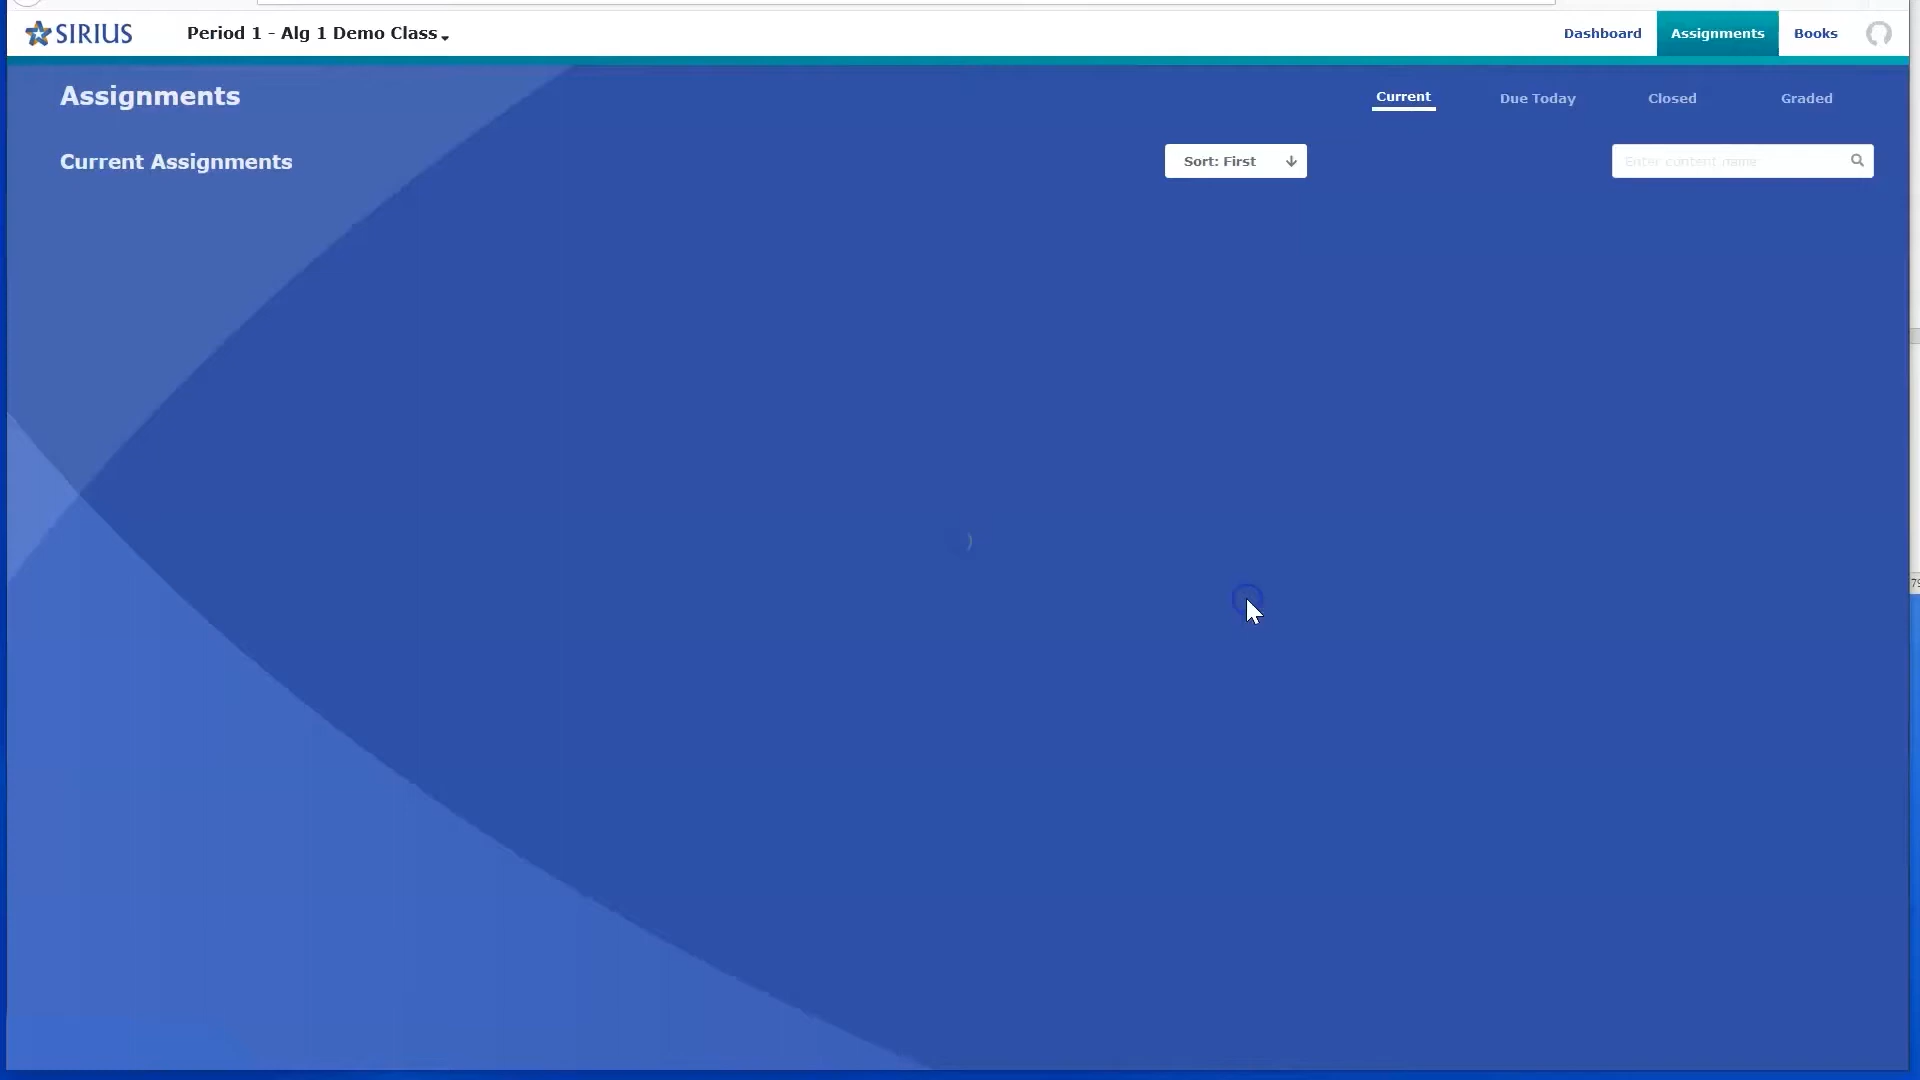 SIRIUS
Period 1 - Alg 1 Demo Class
Dashboard
Assignments
Books
Assignments
Current
Due Today
Closed
Graded
Current Assignments
Sort: First
Enter content name
79